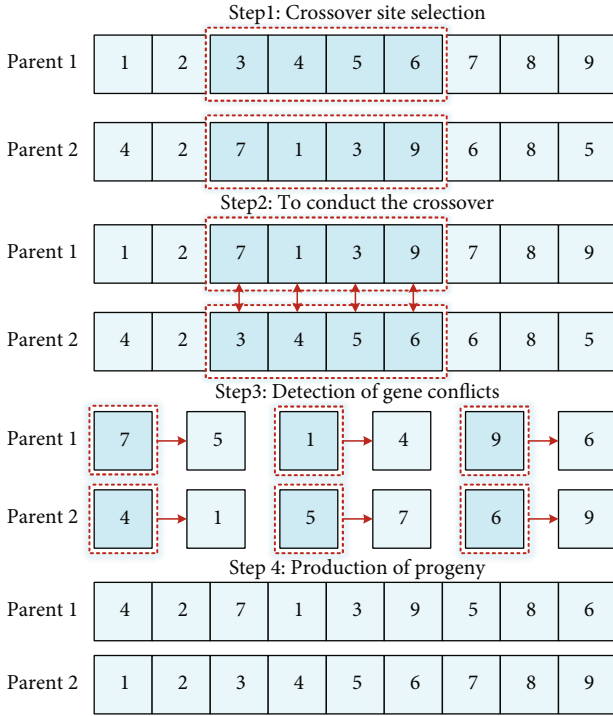 Step1: Crossover site selection
Parent 1 1 2 3 4 5 6 7 8 9
Parent 2 4 2 7 1 3 9 6 8 5
Step2: To conduct the crossover
Parent 1 1 2 7 1 3 9 7 8 9
Parent 2 4 2 3 4 5 6 6 8 5
Step3: Detection of gene conflicts
Parent 1 7 5 1 4 9 6
Parent 2 4 1 5 7 6 9
Step 4: Production of progeny
Parent 1 4 2 7 1 3 9 5 8 6
Parent 2 1 2 3 4 5 6 7 8 9